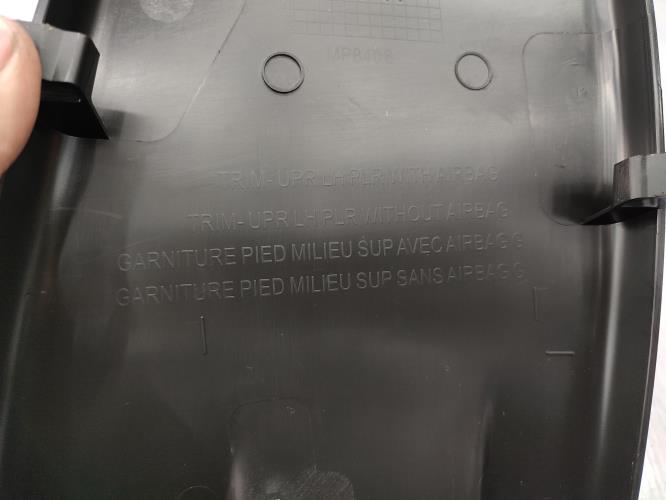 MP8408
TRIM-UPR LH PLR WITH AIRBAG
TRIM-UPR LH PLR WITHOUT AIRBAG
GARNITURE PIED MILIEU SUP AVEC AIRBAG G
GARNITURE PIED MILIEU SUP SANS AIRBAG G